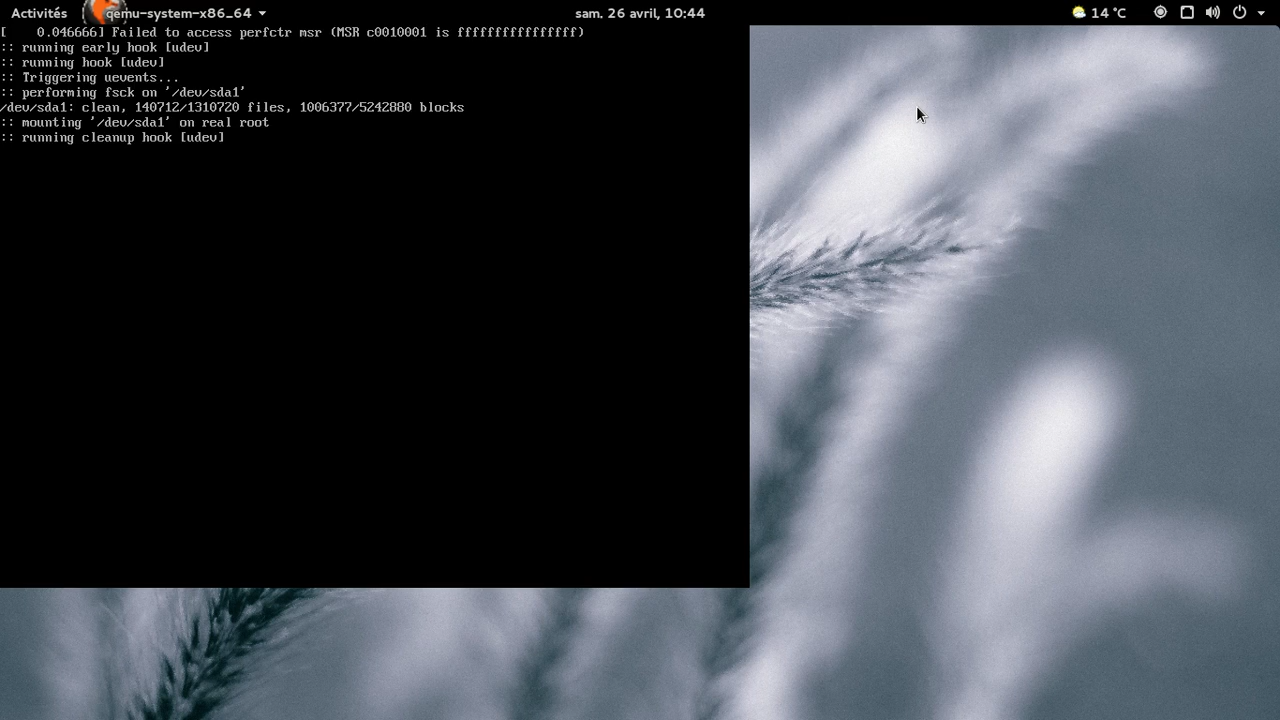 Activités qemu-system-x86_64 sam. 26 avril, 10:44 14 °C
[    0.046666] Failed to access perfctr msr (MSR c0010001 is ffffffffffffffff)
:: running early hook [udev]
:: running hook [udev]
:: Triggering uevents...
:: performing fsck on '/dev/sda1'
/dev/sda1: clean, 140712/1310720 files, 1006377/5242880 blocks
:: mounting '/dev/sda1' on real root
:: running cleanup hook [udev]